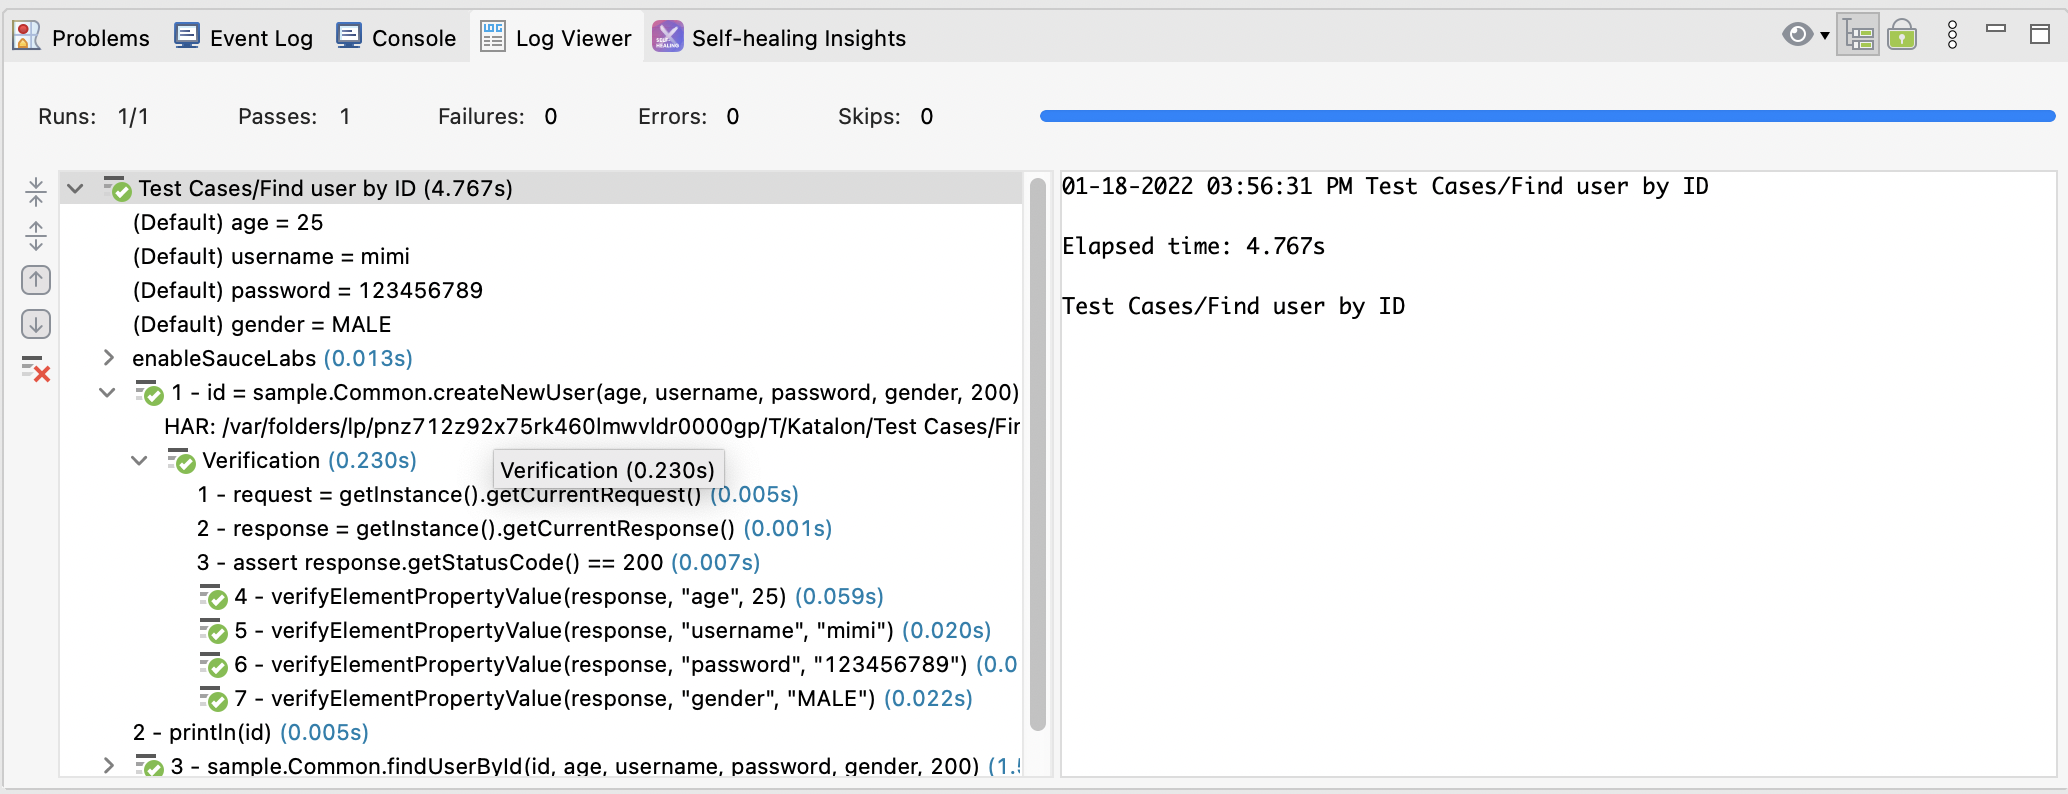 Problems Event Log Console Log Viewer Self-healing Insights
Runs: 1/1 Passes: 1 Failures: 0 Errors: 0 Skips: 0
Test Cases/Find user by ID (4.767s)
(Default) age = 25
(Default) username = mimi
(Default) password = 123456789
(Default) gender = MALE
enableSauceLabs (0.013s)
1 - id = sample.Common.createNewUser(age, username, password, gender, 200)
HAR: /var/folders/lp/pnz712z92x75rk460lmwvldr0000gp/T/Katalon/Test Cases/Fin
Verification (0.230s)
Verification (0.230s)
1 - request = getInstance().getCurrentRequest() (0.005s)
2 - response = getInstance().getCurrentResponse() (0.001s)
3 - assert response.getStatusCode() == 200 (0.007s)
4 - verifyElementPropertyValue(response, "age", 25) (0.059s)
5 - verifyElementPropertyValue(response, "username", "mimi") (0.020s)
6 - verifyElementPropertyValue(response, "password", "123456789") (0.0
7 - verifyElementPropertyValue(response, "gender", "MALE") (0.022s)
2 - println(id) (0.005s)
3 - sample.Common.findUserById(id, age, username, password, gender, 200) (1.5
01-18-2022 03:56:31 PM Test Cases/Find user by ID
Elapsed time: 4.767s
Test Cases/Find user by ID